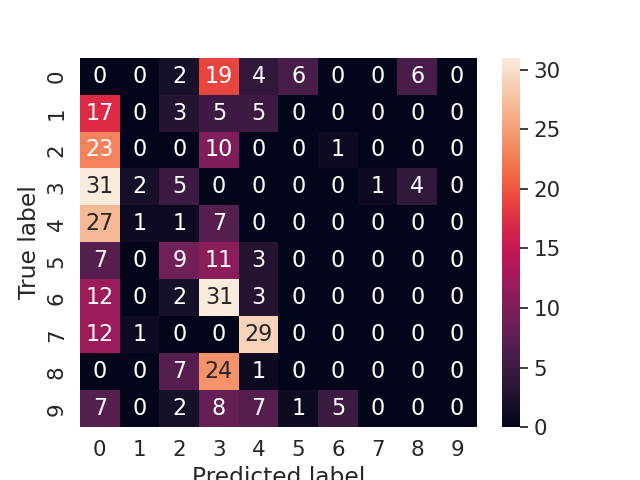 0 0 0 2 19 4 6 0 0 6 0
1 17 0 3 5 5 0 0 0 0 0
2 23 0 0 10 0 0 1 0 0 0
3 31 2 5 0 0 0 0 1 4 0
4 27 1 1 7 0 0 0 0 0 0
5 7 0 9 11 3 0 0 0 0 0
6 12 0 2 31 3 0 0 0 0 0
7 12 1 0 0 29 0 0 0 0 0
8 0 0 7 24 1 0 0 0 0 0
9 7 0 2 8 7 1 5 0 0 0
0 1 2 3 4 5 6 7 8 9
Predicted label
True label
30
25
20
15
10
5
0